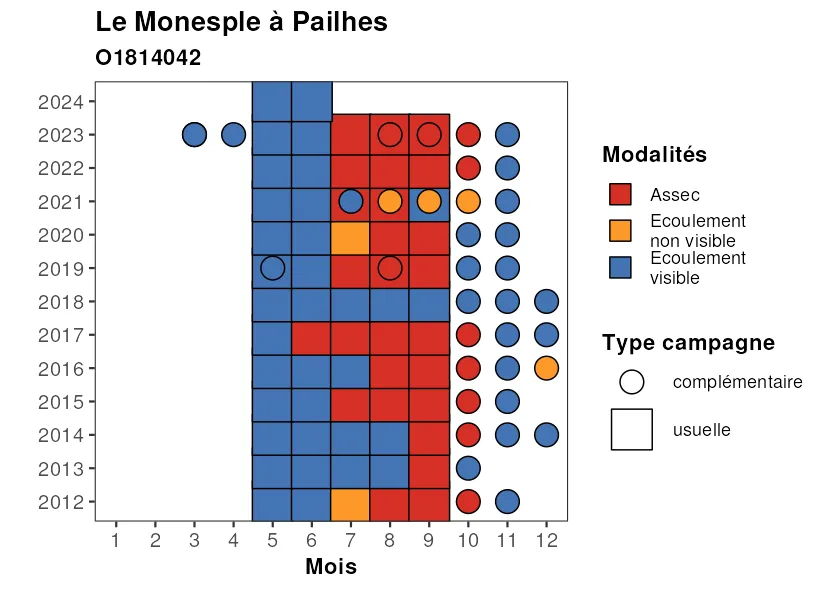 Le Monesple à Pailhes
O1814042
2024
2023
2022
2021
2020
2019
2018
2017
2016
2015
2014
2013
2012
1 2 3 4 5 6 7 8 9 10 11 12
Mois
Modalités
Assec
Ecoulement
non visible
Ecoulement
visible
Type campagne
complémentaire
usuelle